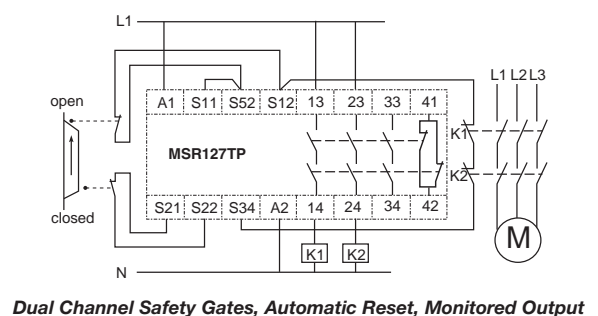 L1
open
L1 L2 L3
A1 S11 S52 S12 13 23 33 41
K1
MSR127TP
K2
S21 S22 S34 A2 14 24 34 42
closed
M
K1 K2
N
Dual Channel Safety Gates, Automatic Reset, Monitored Output